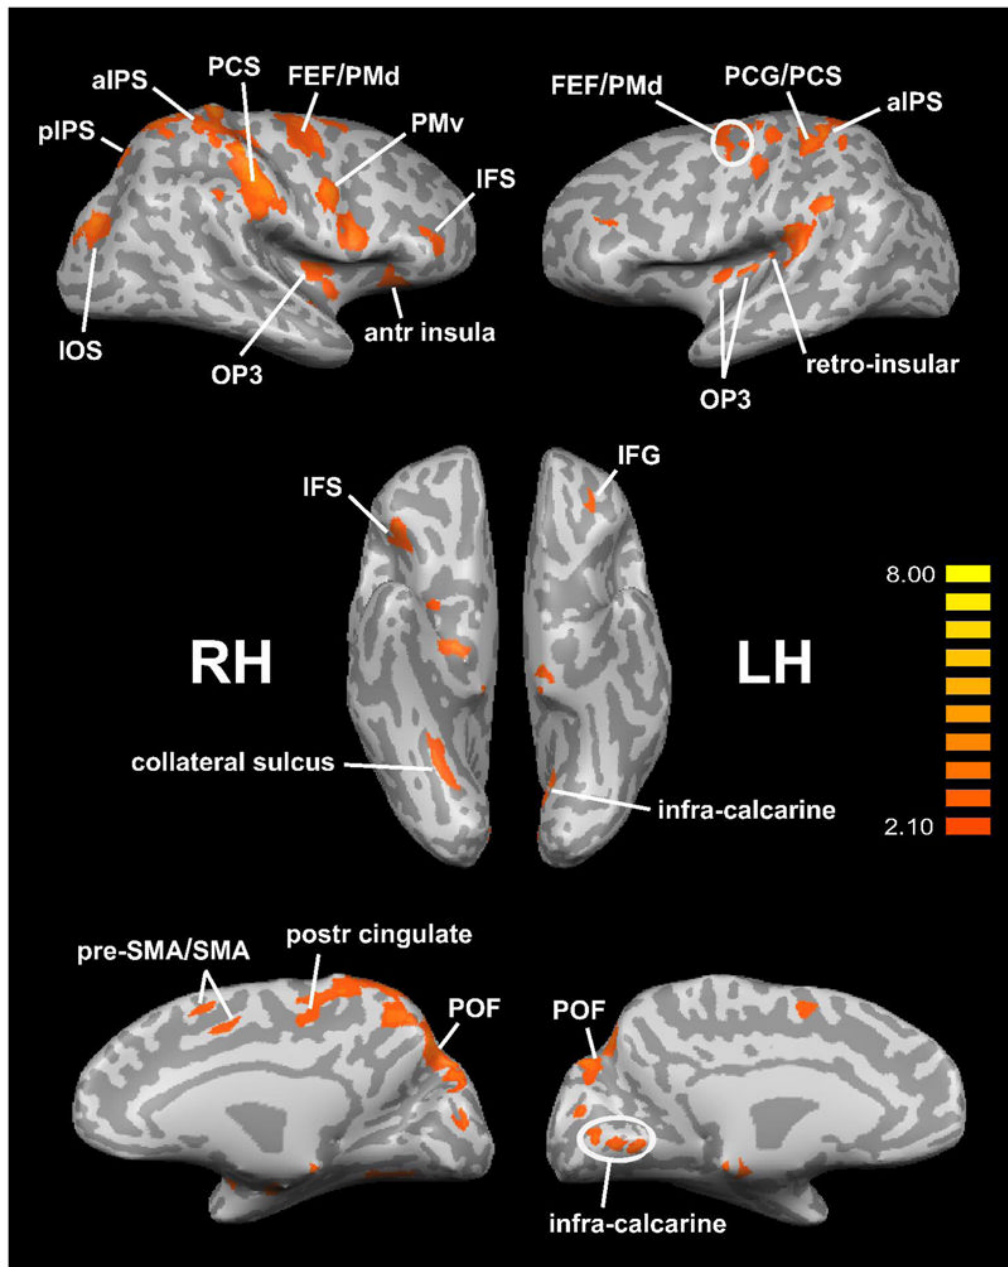 PCS
aIPS
FEF/PMd
pIPS
PMv
IFS
IOS
OP3
antr insula
FEF/PMd
PCG/PCS
aIPS
retro-insular
OP3
IFS
IFG
RH
LH
8.00
2.10
collateral sulcus
infra-calcarine
pre-SMA/SMA
postr cingulate
POF
POF
infra-calcarine